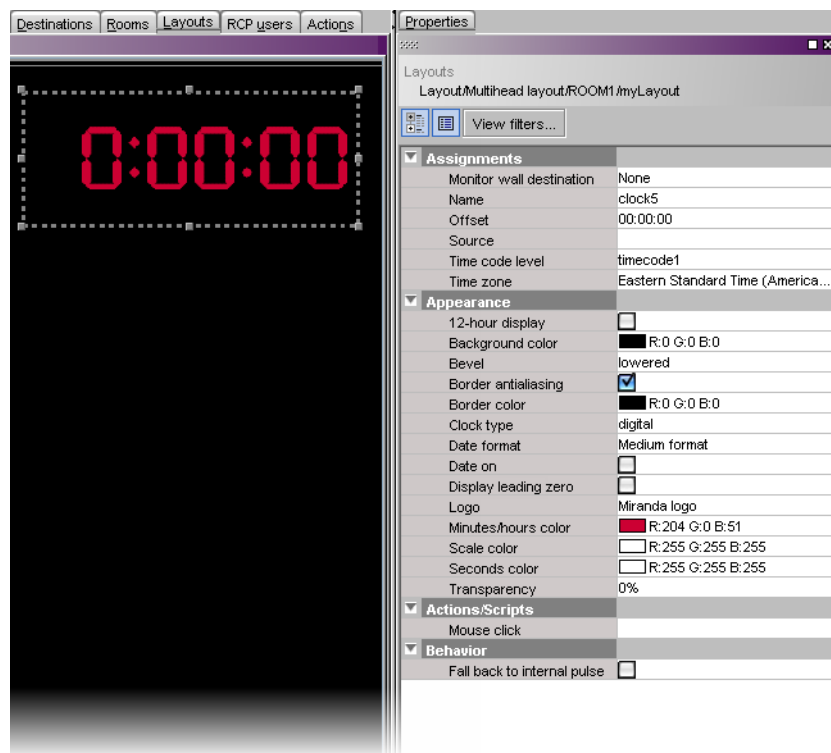 Destinations Rooms Layouts RCP users Actions
0:00:00
Properties
Layouts
Layout/Multihead layout/ROOM1/myLayout
View filters...
Assignments
Monitor wall destination None
Name clock5
Offset 00:00:00
Source
Time code level timecode1
Time zone Eastern Standard Time (America...
Appearance
12-hour display
Background color R:0 G:0 B:0
Bevel lowered
Border antialiasing
Border color R:0 G:0 B:0
Clock type digital
Date format Medium format
Date on
Display leading zero
Logo Miranda logo
Minutes/hours color R:204 G:0 B:51
Scale color R:255 G:255 B:255
Seconds color R:255 G:255 B:255
Transparency 0%
Actions/Scripts
Mouse click
Behavior
Fall back to internal pulse